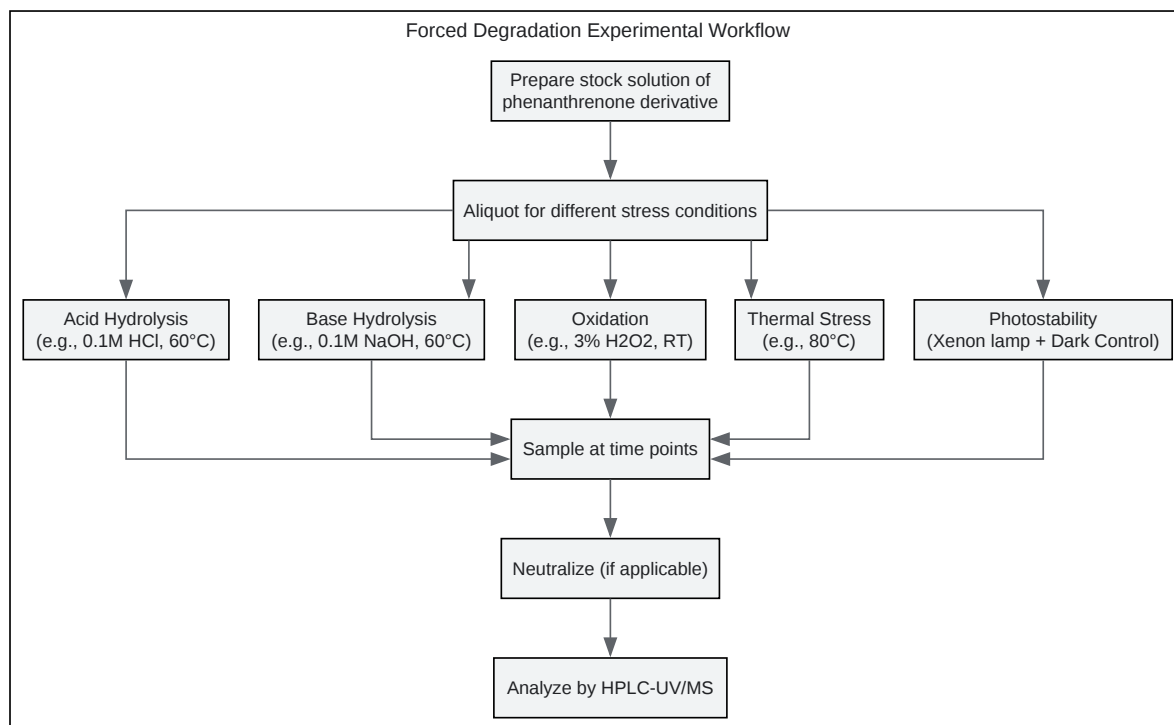 Forced Degradation Experimental Workflow
Prepare stock solution of
phenanthrenone derivative
Aliquot for different stress conditions
Acid Hydrolysis
(e.g., 0.1M HCl, 60°C)
Base Hydrolysis
(e.g., 0.1M NaOH, 60°C)
Oxidation
(e.g., 3% H2O2, RT)
Thermal Stress
(e.g., 80°C)
Photostability
(Xenon lamp + Dark Control)
Sample at time points
Neutralize (if applicable)
Analyze by HPLC-UV/MS